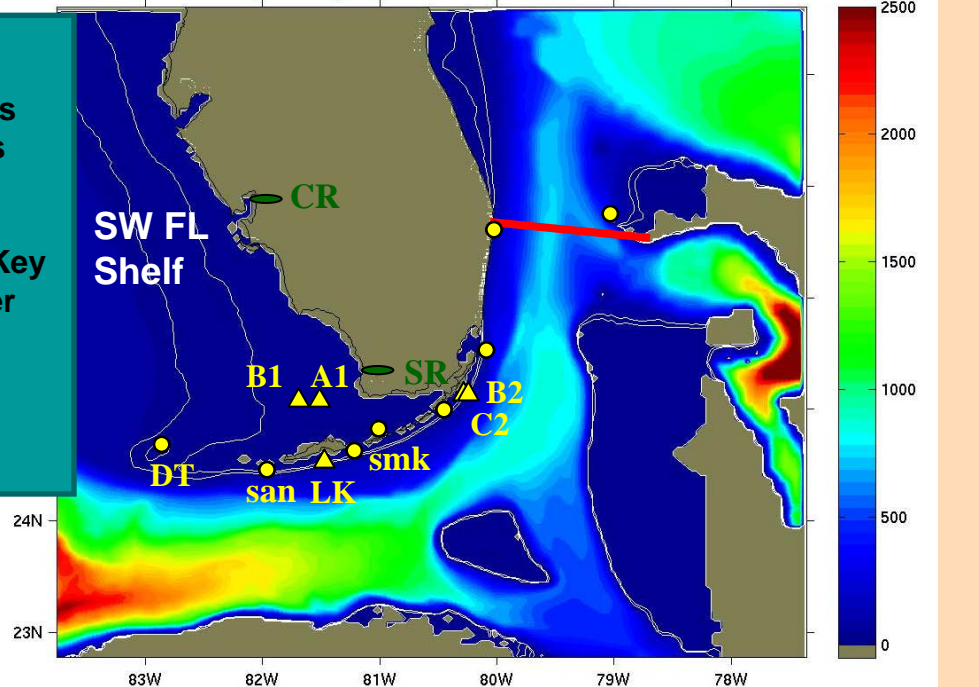 s
s
Key
er
SW FL
Shelf
CR
B1 A1 SR B2
C2
DT smk
san LK
24N
23N
83W 82W 81W 80W 79W 78W
2500
2000
1500
1000
500
0